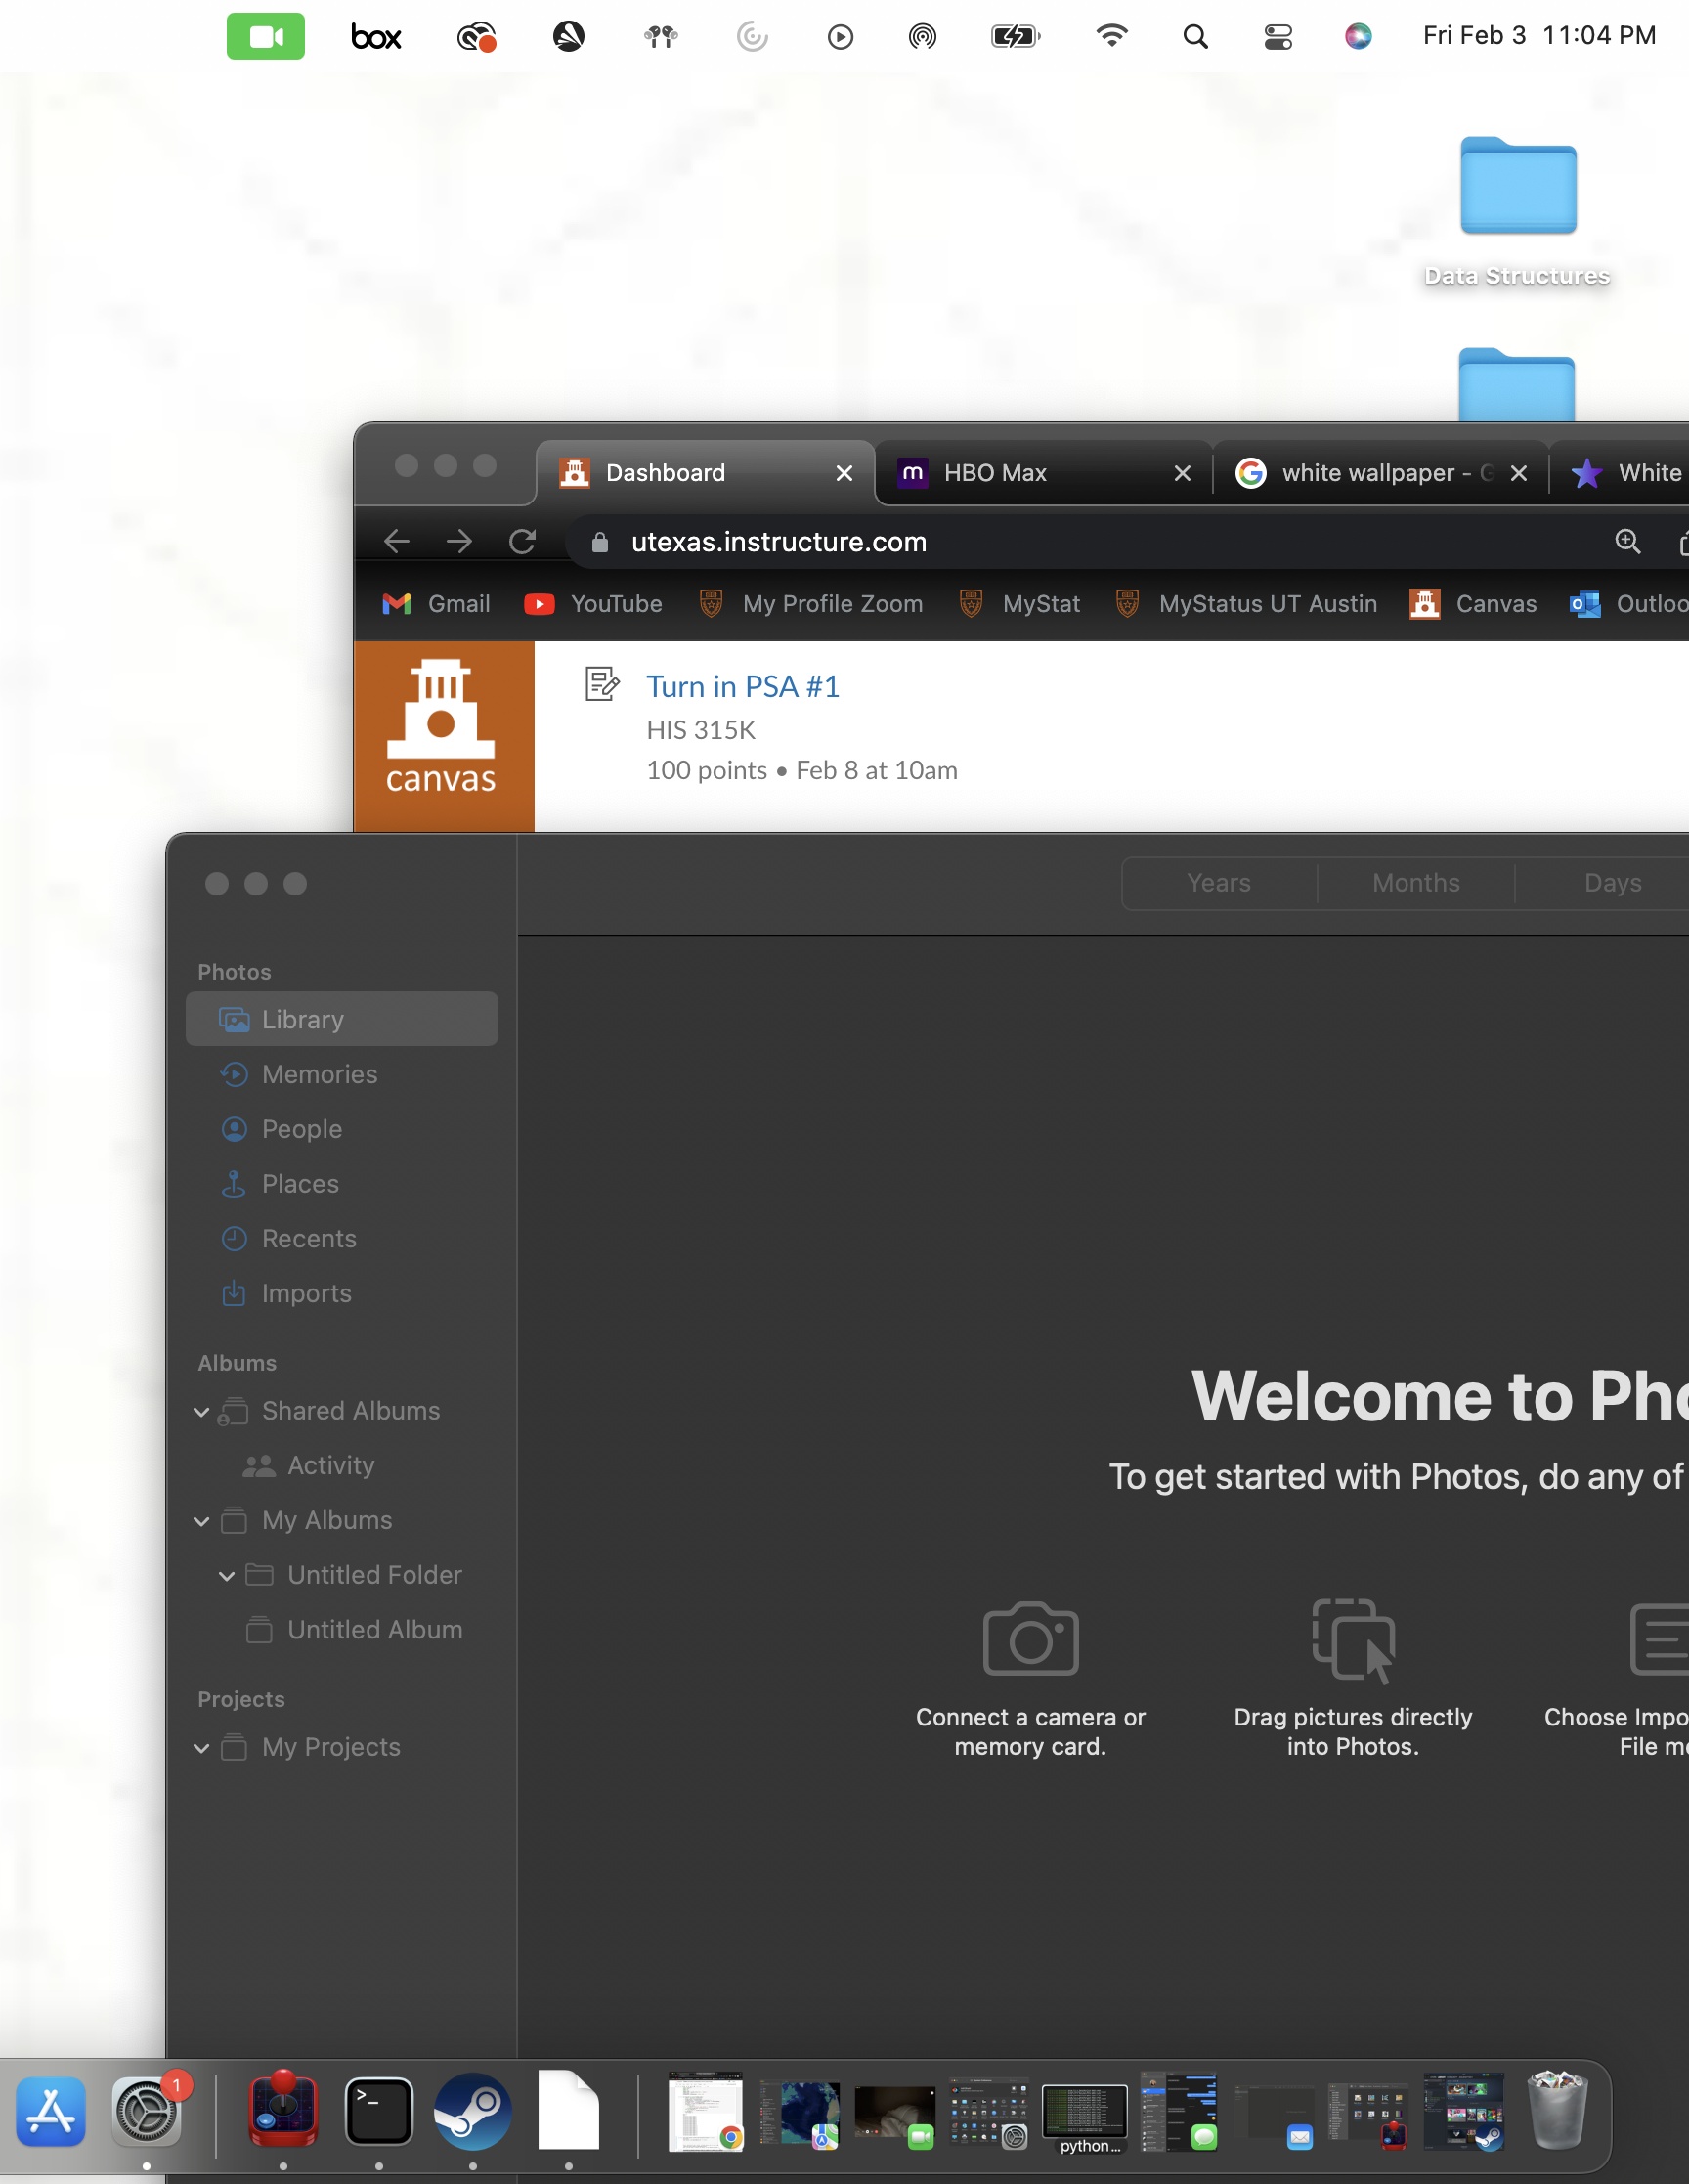 box
Fri Feb 3 11:04 PM
Data Structures
Dashboard
HBO Max
white wallpaper -
White
utexas.instructure.com
Gmail
YouTube
My Profile Zoom
MyStat
MyStatus UT Austin
Canvas
Outloo
canvas
Turn in PSA #1
HIS 315K
100 points • Feb 8 at 10am
Years
Months
Days
Photos
Library
Memories
People
Places
Recents
Imports
Albums
Shared Albums
Activity
My Albums
Untitled Folder
Untitled Album
Projects
My Projects
Welcome to Pho
To get started with Photos, do any of
Connect a camera or
memory card.
Drag pictures directly
into Photos.
Choose Impo
File me
1
>_
python...